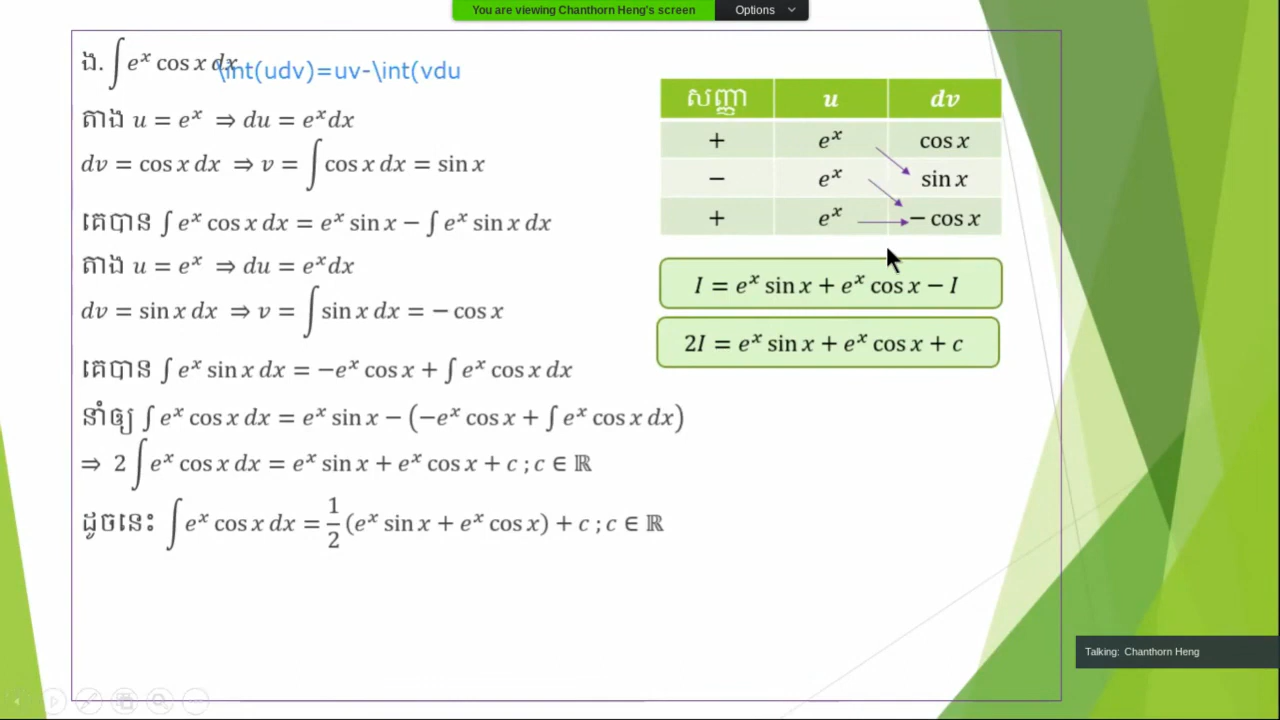 You are viewing Chanthorn Heng's screen Options
ង. ∫ eˣ cos x dx
\int(udv)=uv-\int(vdu
តាង u = eˣ ⇒ du = eˣdx
dv = cos x dx ⇒ v = ∫ cos x dx = sin x
គេបាន ∫ eˣ cos x dx = eˣ sin x − ∫ eˣ sin x dx
តាង u = eˣ ⇒ du = eˣdx
dv = sin x dx ⇒ v = ∫ sin x dx = − cos x
គេបាន ∫ eˣ sin x dx = −eˣ cos x + ∫ eˣ cos x dx
នាំឲ្យ ∫ eˣ cos x dx = eˣ sin x − (−eˣ cos x + ∫ eˣ cos x dx)
⇒ 2 ∫ eˣ cos x dx = eˣ sin x + eˣ cos x + c ; c ∈ ℝ
ដូចនេះ ∫ eˣ cos x dx = 1/2 (eˣ sin x + eˣ cos x) + c ; c ∈ ℝ
សញ្ញា u dv
+ eˣ cos x
− eˣ sin x
+ eˣ − cos x
I = eˣ sin x + eˣ cos x − I
2I = eˣ sin x + eˣ cos x + c
Talking: Chanthorn Heng